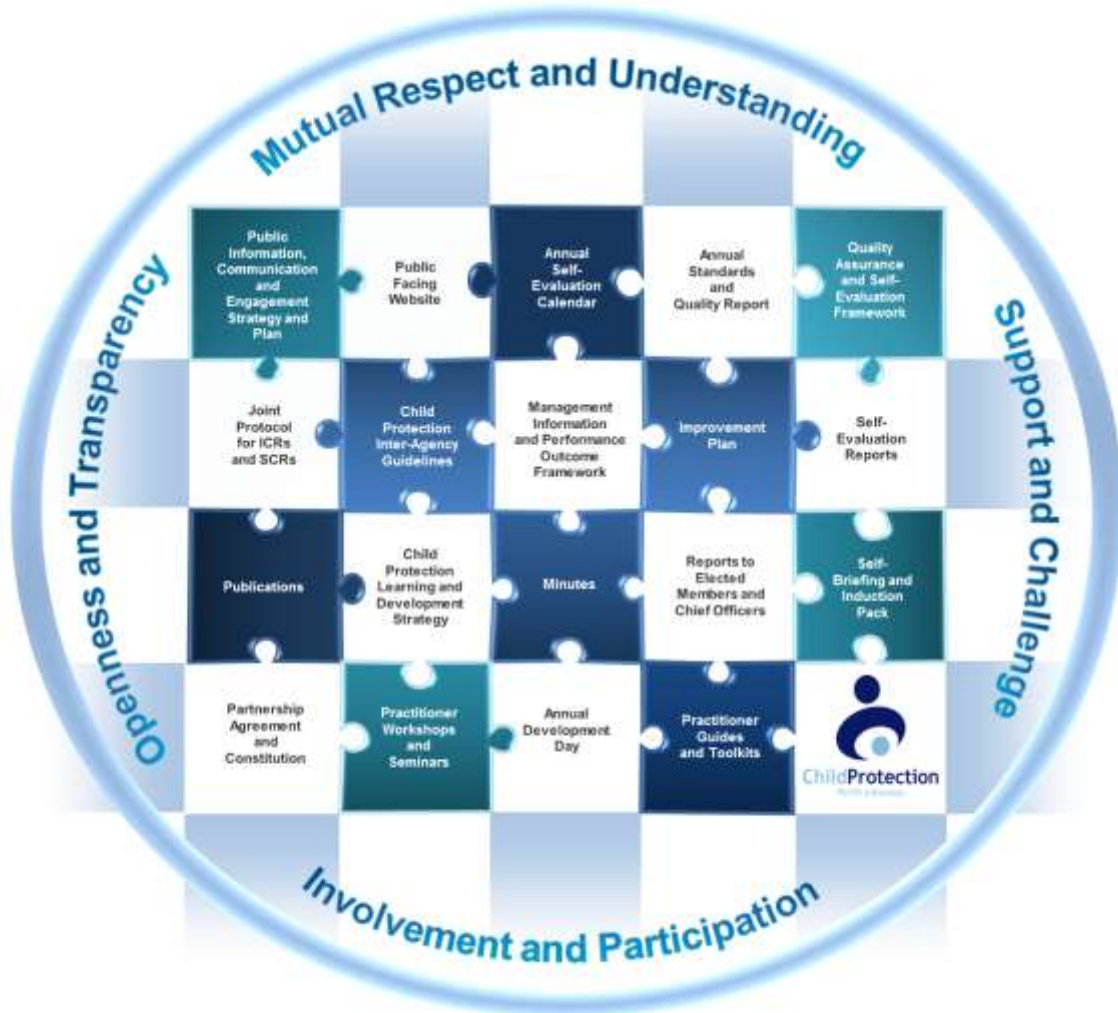 Mutual Respect and Understanding
Openness and Transparency
Support and Challenge
Public
Information,
Communication
and
Engagement
Strategy and
Plan
Public
Facing
Website
Annual
Self-
Evaluation
Calendar
Annual
Standards
and
Quality Report
Quality
Assurance
and Self-
Evaluation
Framework
Joint
Protocol
for ICRs
and SCRs
Child
Protection
Inter-Agency
Guidelines
Management
Information
and Performance
Outcome
Framework
Improvement
Plan
Self-
Evaluation
Reports
Publications
Child
Protection
Learning and
Development
Strategy
Minutes
Reports to
Elected
Members and
Chief Officers
Self-
Briefing and
Induction
Pack
Partnership
Agreement
and
Constitution
Practitioner
Workshops
and
Seminars
Annual
Development
Day
Practitioner
Guides
and Toolkits
ChildProtection
Involvement and Participation